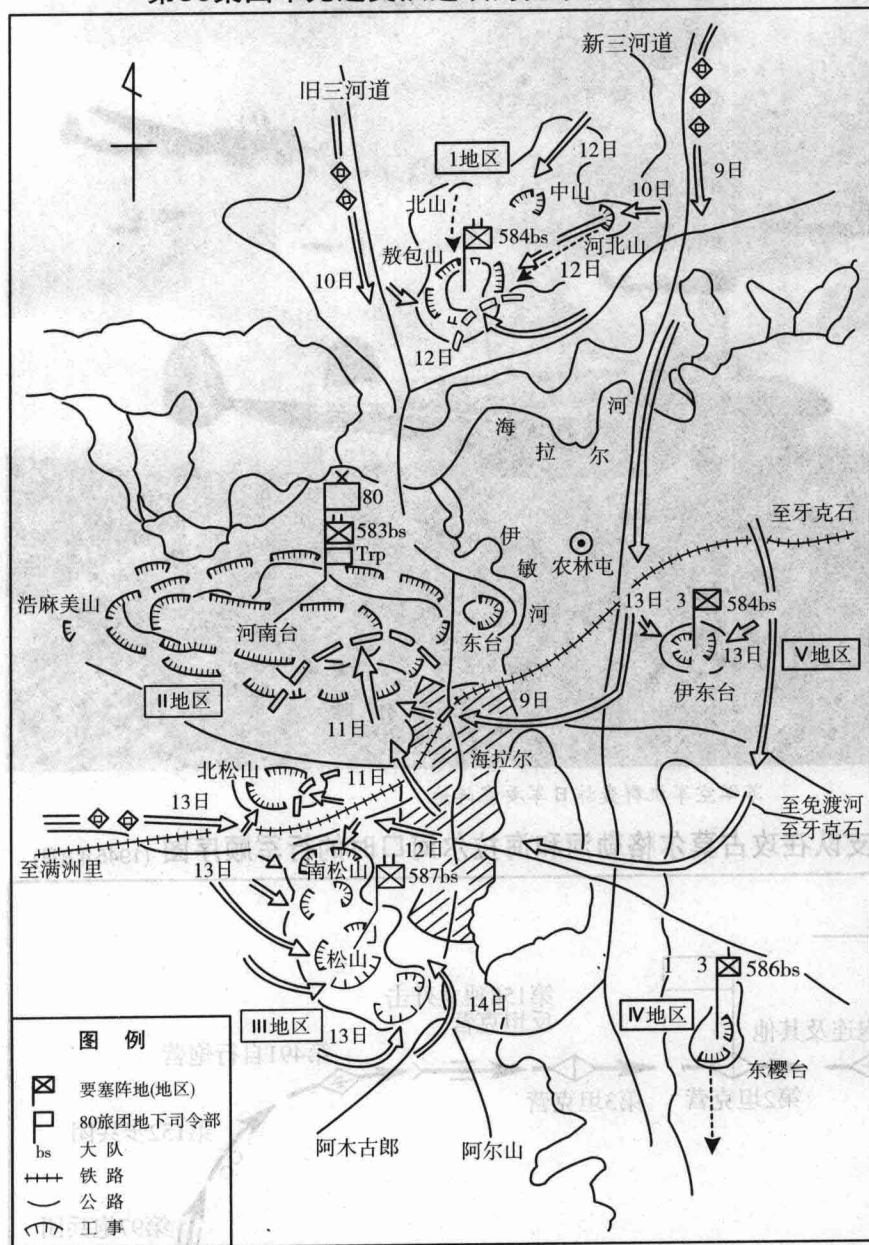 新三河道
旧三河道
I地区
12日
9日
中山
10日
北山
584bs
敖包山
河北山
12日
10日
12日
海拉尔河
80
583bs
Trp
至牙克石
伊敏河
农林屯
浩麻美山
河南台
东台
13日
3
584bs
13日
V地区
伊东台
II地区
9日
11日
海拉尔
北松山
11日
13日
至免渡河
至牙克石
至满洲里
13日
南松山
587bs
松山
1
3
586bs
III地区
13日
14日
IV地区
东樱台
阿木古郎
阿尔山
图 例
要塞阵地(地区)
80旅团地下司令部
bs 大 队
铁 路
公 路
工 事